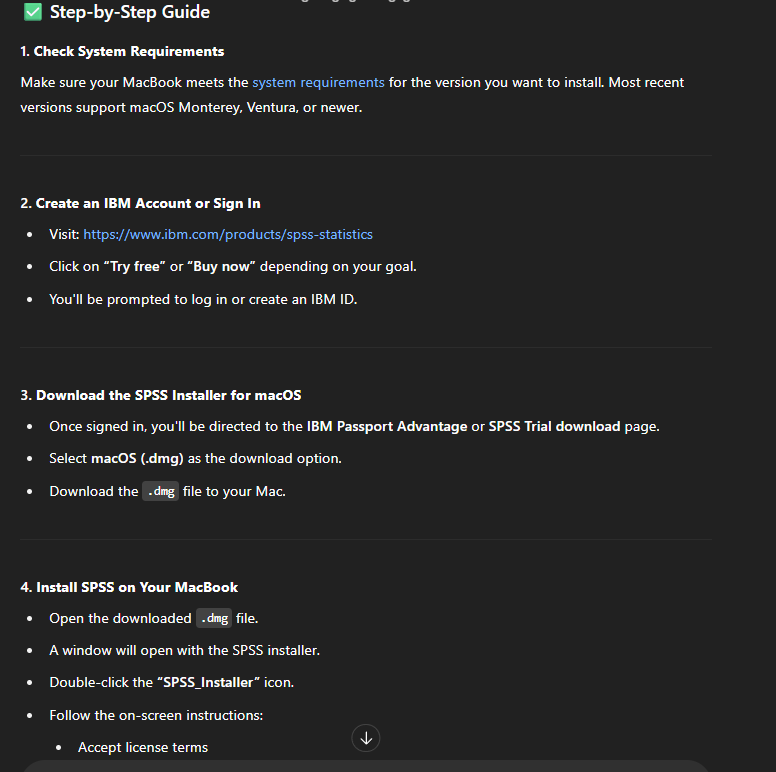 ✅ Step-by-Step Guide
1. Check System Requirements
Make sure your MacBook meets the system requirements for the version you want to install. Most recent
versions support macOS Monterey, Ventura, or newer.
2. Create an IBM Account or Sign In
• Visit: https://www.ibm.com/products/spss-statistics
• Click on “Try free” or “Buy now” depending on your goal.
• You'll be prompted to log in or create an IBM ID.
3. Download the SPSS Installer for macOS
• Once signed in, you'll be directed to the IBM Passport Advantage or SPSS Trial download page.
• Select macOS (.dmg) as the download option.
• Download the .dmg file to your Mac.
4. Install SPSS on Your MacBook
• Open the downloaded .dmg file.
• A window will open with the SPSS installer.
• Double-click the “SPSS_Installer” icon.
• Follow the on-screen instructions:
• Accept license terms